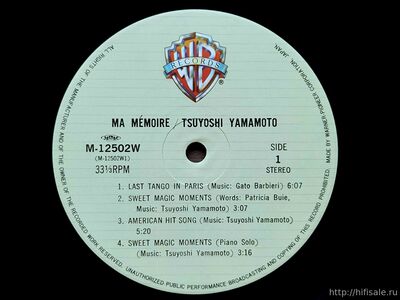 ALL RIGHTS OF THE MANUFACTURER AND OF THE OWNER OF THE RECORDED WORK RESERVED. UNAUTHORIZED PUBLIC PERFORMANCE BROADCASTING AND COPYING OF THIS RECORD PROHIBITED.
MADE BY WARNER-PIONEER CORPORATION, JAPAN
WB
RECORDS
MA MÉMOIRE / TSUYOSHI YAMAMOTO
M-12502W
(M-12502W1)
33⅓RPM
SIDE
1
STEREO
1. LAST TANGO IN PARIS (Music: Gato Barbieri) 6:07
2. SWEET MAGIC MOMENTS (Words: Patricia Buie,
Music: Tsuyoshi Yamamoto) 3:00
3. AMERICAN HIT SONG (Music: Tsuyoshi Yamamoto)
5:20
4. SWEET MAGIC MOMENTS (Piano Solo)
(Music: Tsuyoshi Yamamoto) 3:16
http://hifisale.ru